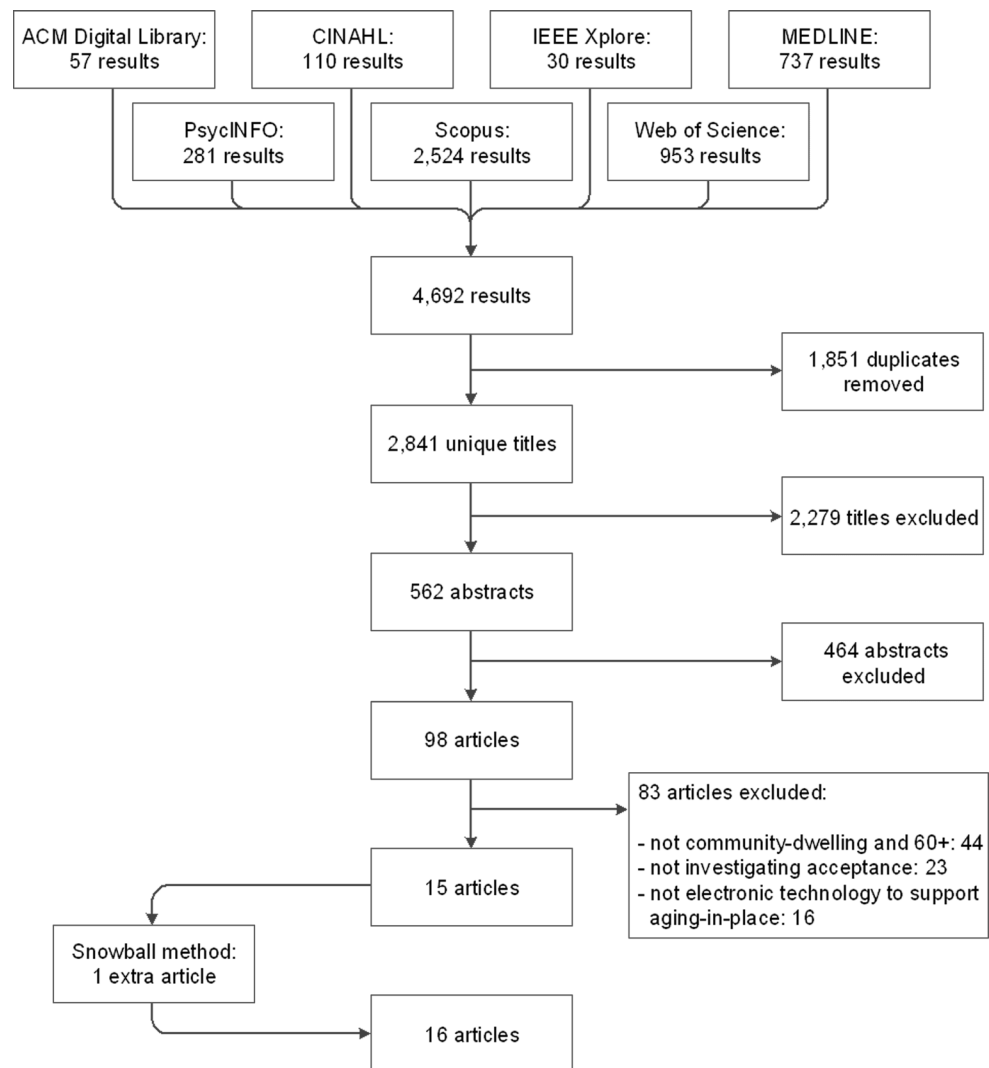 ACM Digital Library:
57 results
CINAHL:
110 results
IEEE Xplore:
30 results
MEDLINE:
737 results
PsycINFO:
281 results
Scopus:
2,524 results
Web of Science:
953 results
4,692 results
1,851 duplicates
removed
2,841 unique titles
2,279 titles excluded
562 abstracts
464 abstracts
excluded
98 articles
83 articles excluded:
- not community-dwelling and 60+: 44
- not investigating acceptance: 23
- not electronic technology to support
aging-in-place: 16
15 articles
Snowball method:
1 extra article
16 articles